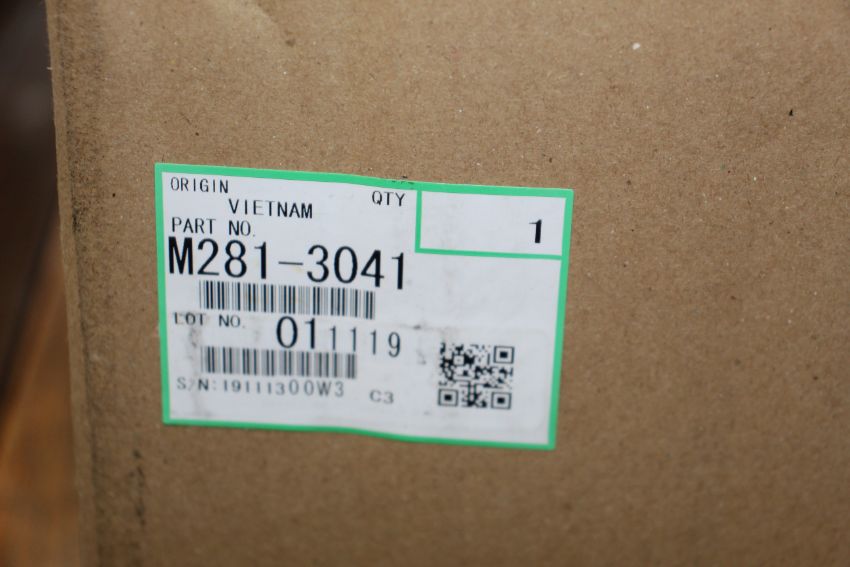 ORIGIN
VIETNAM
QTY
1
PART NO.
M281-3041
LOT NO.
011119
S/N:19111300W3
C3